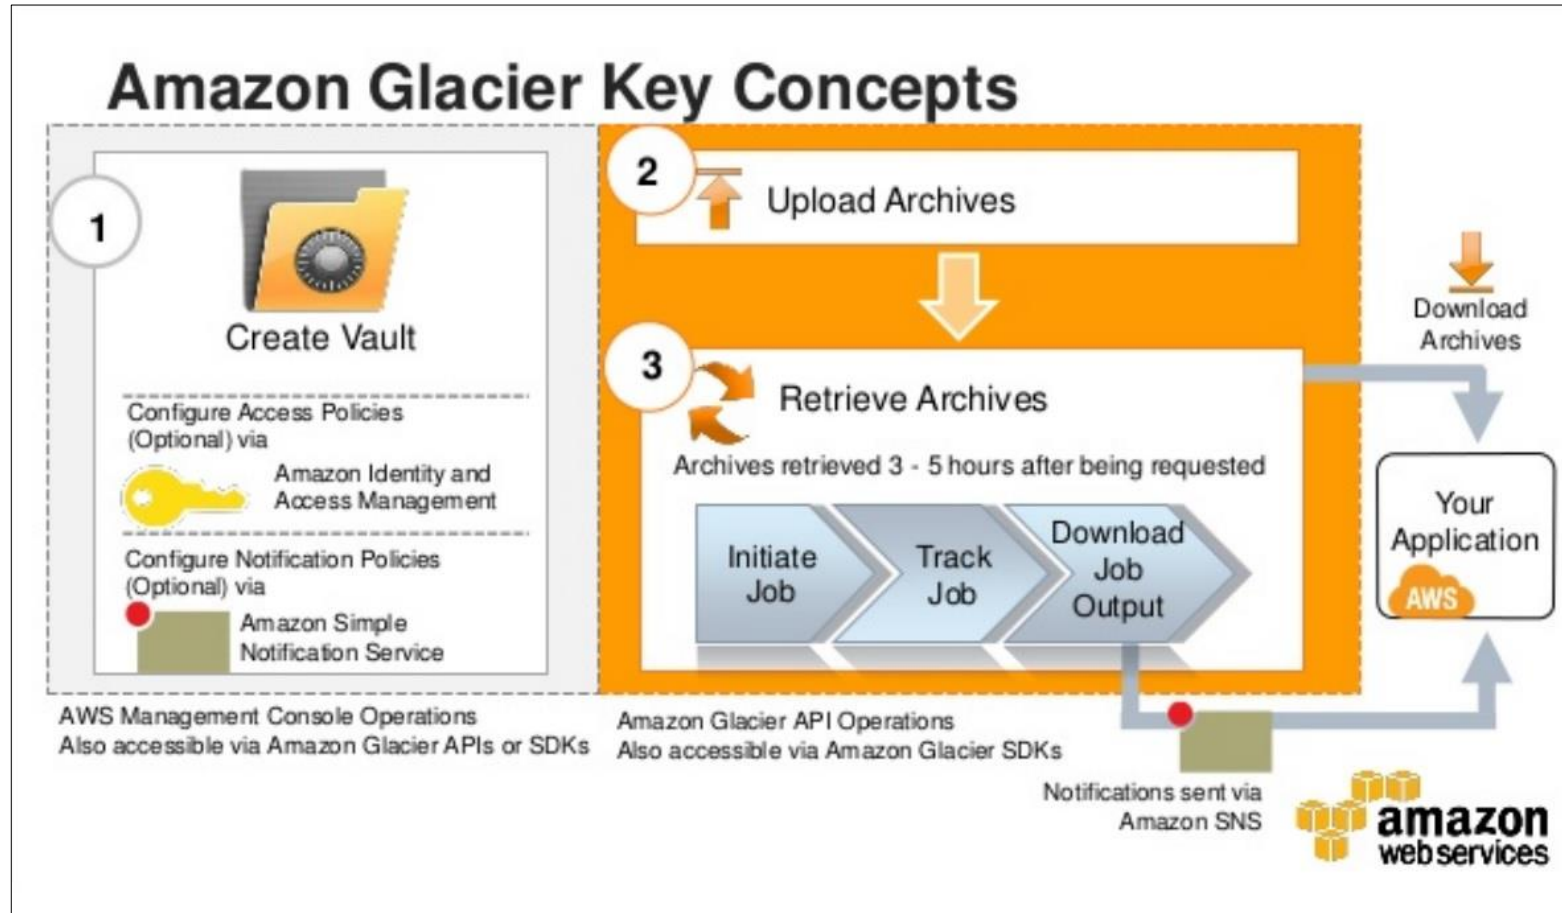 Amazon Glacier Key Concepts
1
Create Vault
Configure Access Policies
(Optional) via
Amazon Identity and
Access Management
Configure Notification Policies
(Optional) via
Amazon Simple
Notification Service
AWS Management Console Operations
Also accessible via Amazon Glacier APIs or SDKs
2
Upload Archives
3
Retrieve Archives
Archives retrieved 3 - 5 hours after being requested
Initiate
Job
Track
Job
Download
Job
Output
Amazon Glacier API Operations
Also accessible via Amazon Glacier SDKs
Download
Archives
Your
Application
AWS
Notifications sent via
Amazon SNS
amazon
webservices